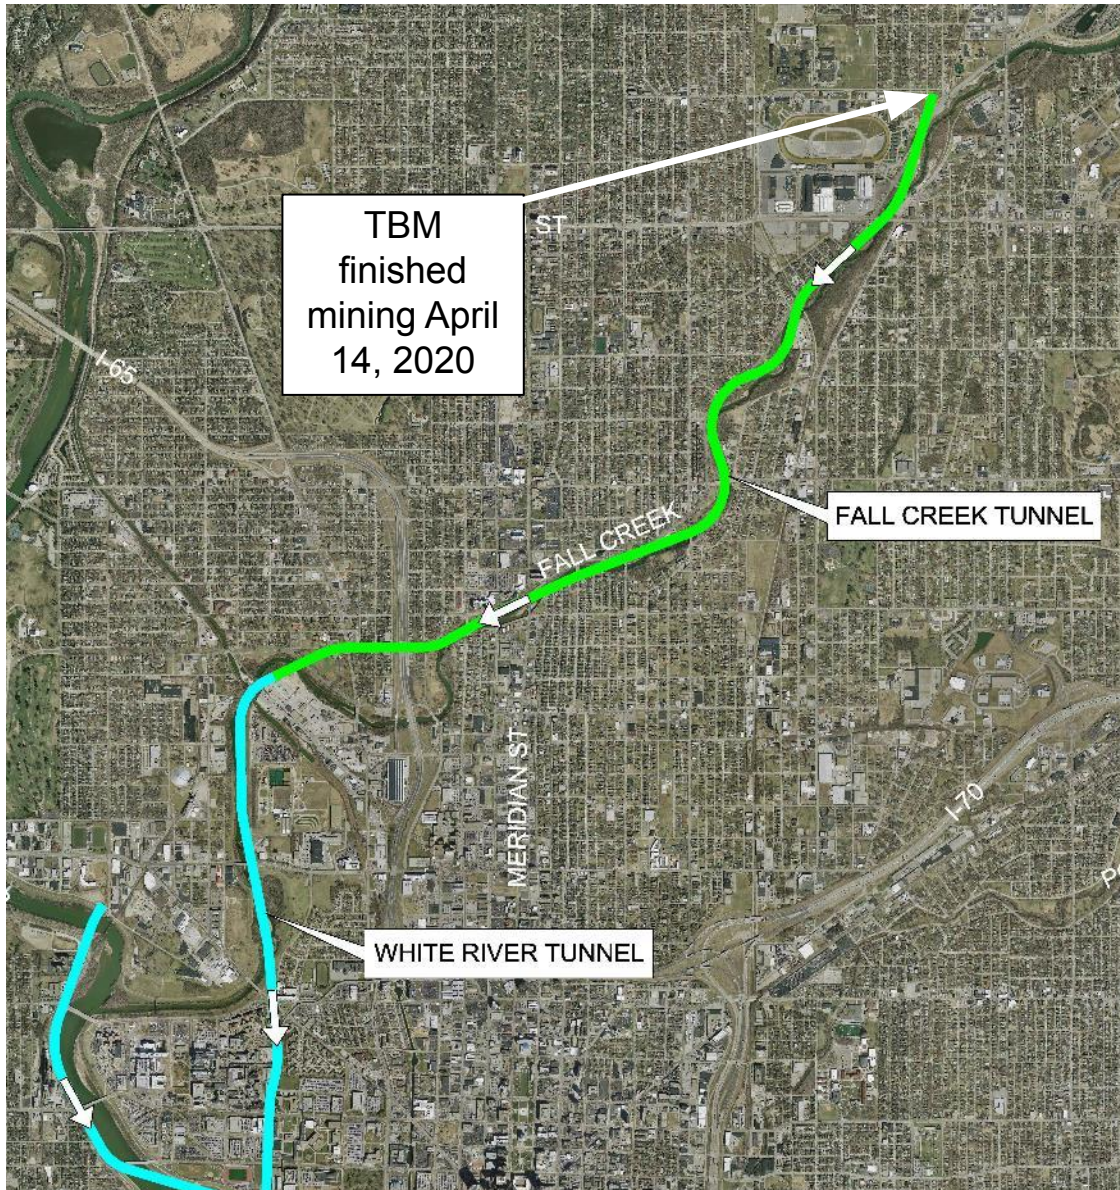 TBM
finished
mining April
14, 2020
ST
I-65
FALL CREEK TUNNEL
FALL CREEK
MERIDIAN ST
I-70
WHITE RIVER TUNNEL